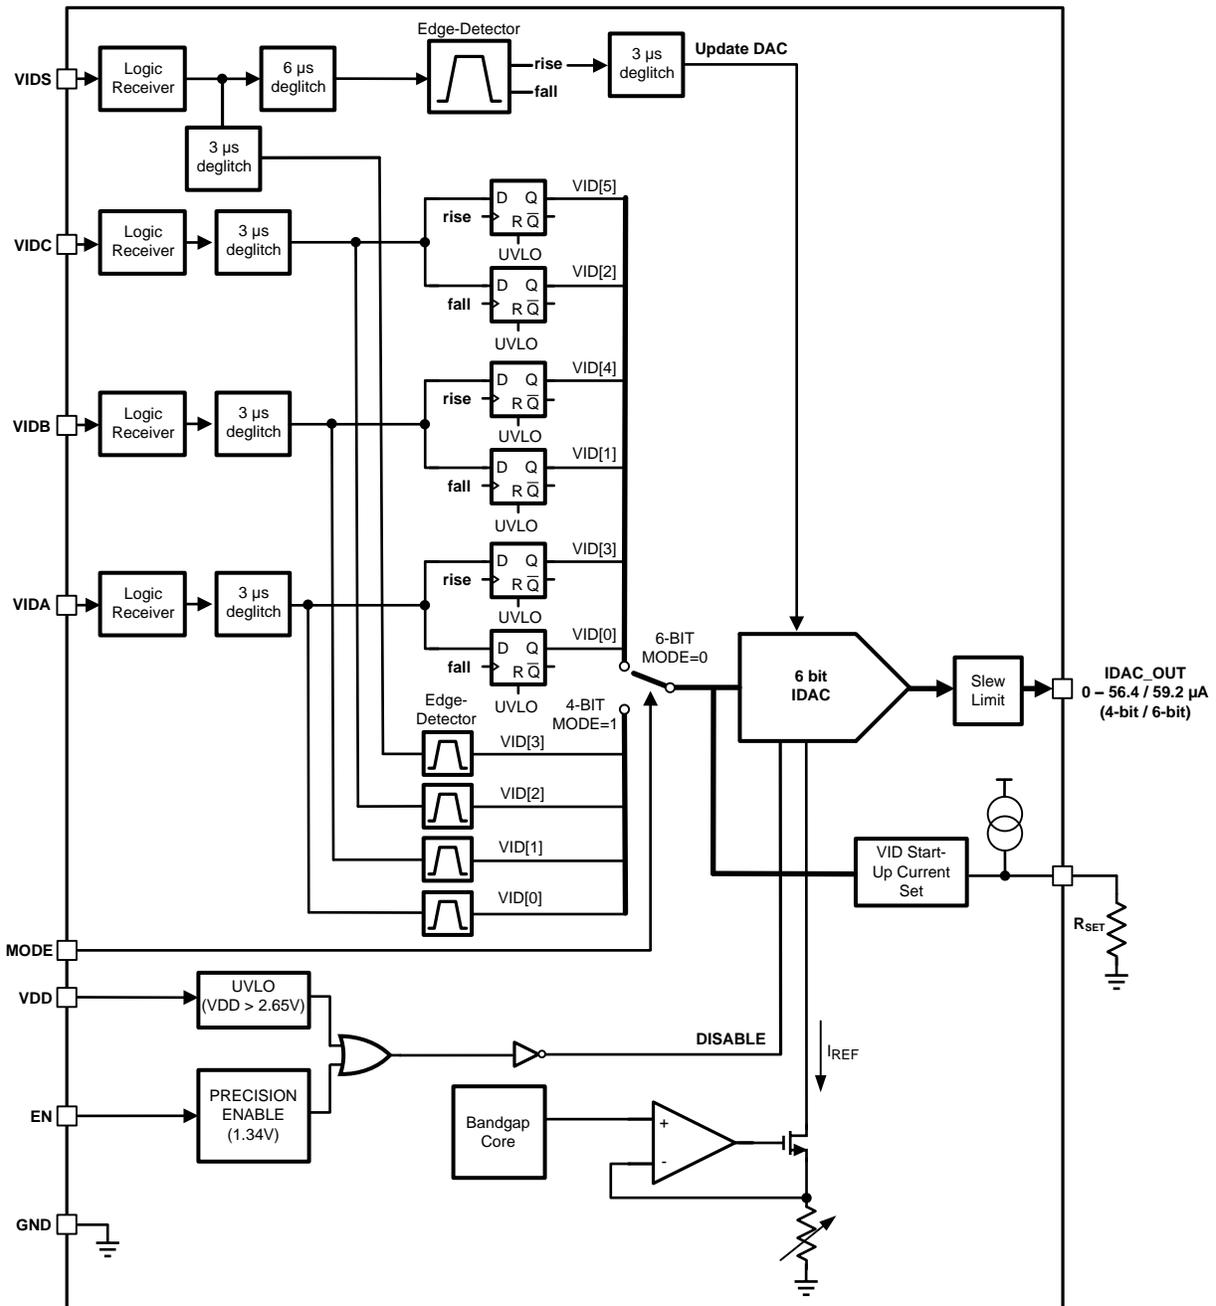 Edge-Detector
VIDS
Logic
Receiver
6 µs
deglitch
rise
fall
3 µs
deglitch
Update DAC
3 µs
deglitch
VIDC
Logic
Receiver
3 µs
deglitch
rise
D Q
R Q̅
UVLO
VID[5]
fall
D Q
R Q̅
UVLO
VID[2]
VIDB
Logic
Receiver
3 µs
deglitch
rise
D Q
R Q̅
UVLO
VID[4]
fall
D Q
R Q̅
UVLO
VID[1]
VIDA
Logic
Receiver
3 µs
deglitch
rise
D Q
R Q̅
UVLO
VID[3]
fall
D Q
R Q̅
UVLO
VID[0]
6-BIT
MODE=0
4-BIT
MODE=1
Edge-
Detector
VID[3]
VID[2]
VID[1]
VID[0]
6 bit
IDAC
Slew
Limit
IDAC_OUT
0 – 56.4 / 59.2 µA
(4-bit / 6-bit)
VID Start-
Up Current
Set
RSET
MODE
VDD
UVLO
(VDD > 2.65V)
EN
PRECISION
ENABLE
(1.34V)
DISABLE
IREF
Bandgap
Core
+
-
GND